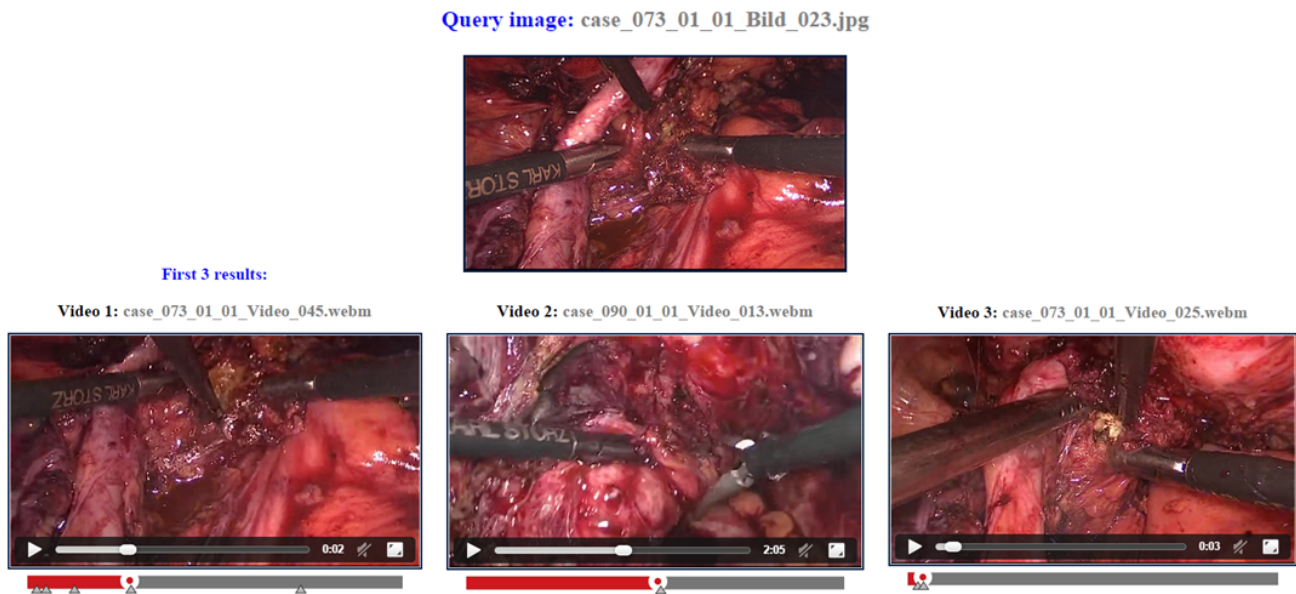 Query image: case_073_01_01_Bild_023.jpg
KARL STORZ
First 3 results:
Video 1: case_073_01_01_Video_045.webm
Video 2: case_090_01_01_Video_013.webm
Video 3: case_073_01_01_Video_025.webm
KARL STORZ
KARL STORZ
0:02
2:05
0:03